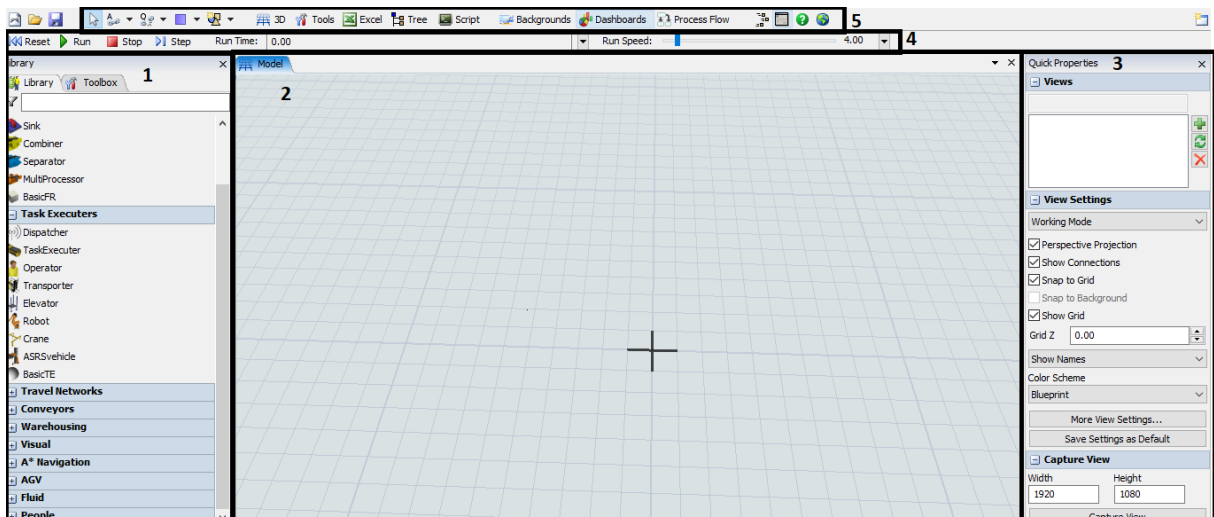 3D Tools Excel Tree Script Backgrounds Dashboards Process Flow 5
Reset Run Stop Step Run Time: 0.00 Run Speed: 4.00 4
ibrary
Library Toolbox 1
Sink
Combiner
Separator
MultiProcessor
BasicFR
Task Executers
Dispatcher
TaskExecuter
Operator
Transporter
Elevator
Robot
Crane
ASRSvehicle
BasicTE
Travel Networks
Conveyors
Warehousing
Visual
A* Navigation
AGV
Fluid
People
Model
2
Quick Properties 3
Views
View Settings
Working Mode
Perspective Projection
Show Connections
Snap to Grid
Snap to Background
Show Grid
Grid Z 0.00
Show Names
Color Scheme
Blueprint
More View Settings...
Save Settings as Default
Capture View
Width Height
1920 1080
Capture View